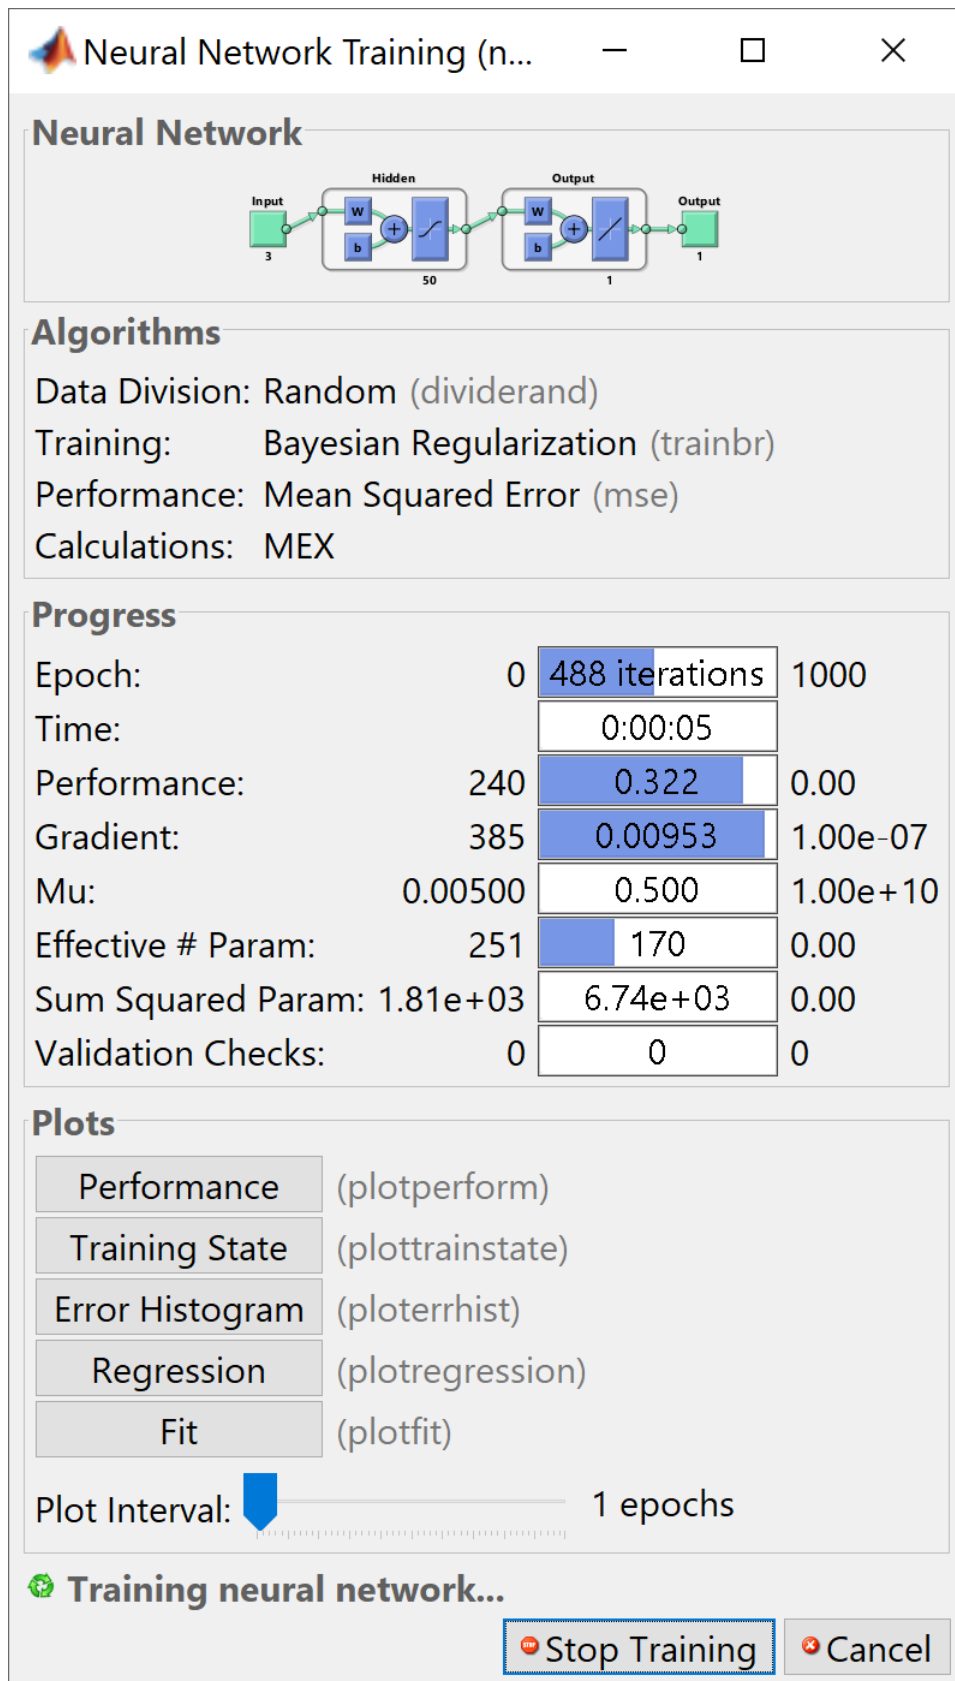 Neural Network Training (n...
Neural Network
Hidden Output
Input Output
W W
b b
3 1
50 1
Algorithms
Data Division: Random (dividerand)
Training: Bayesian Regularization (trainbr)
Performance: Mean Squared Error (mse)
Calculations: MEX
Progress
Epoch: 0 488 iterations 1000
Time: 0:00:05
Performance: 240 0.322 0.00
Gradient: 385 0.00953 1.00e-07
Mu: 0.00500 0.500 1.00e+10
Effective # Param: 251 170 0.00
Sum Squared Param: 1.81e+03 6.74e+03 0.00
Validation Checks: 0 0 0
Plots
Performance (plotperform)
Training State (plottrainstate)
Error Histogram (ploterrhist)
Regression (plotregression)
Fit (plotfit)
Plot Interval: 1 epochs
Training neural network...
STOP Stop Training Cancel